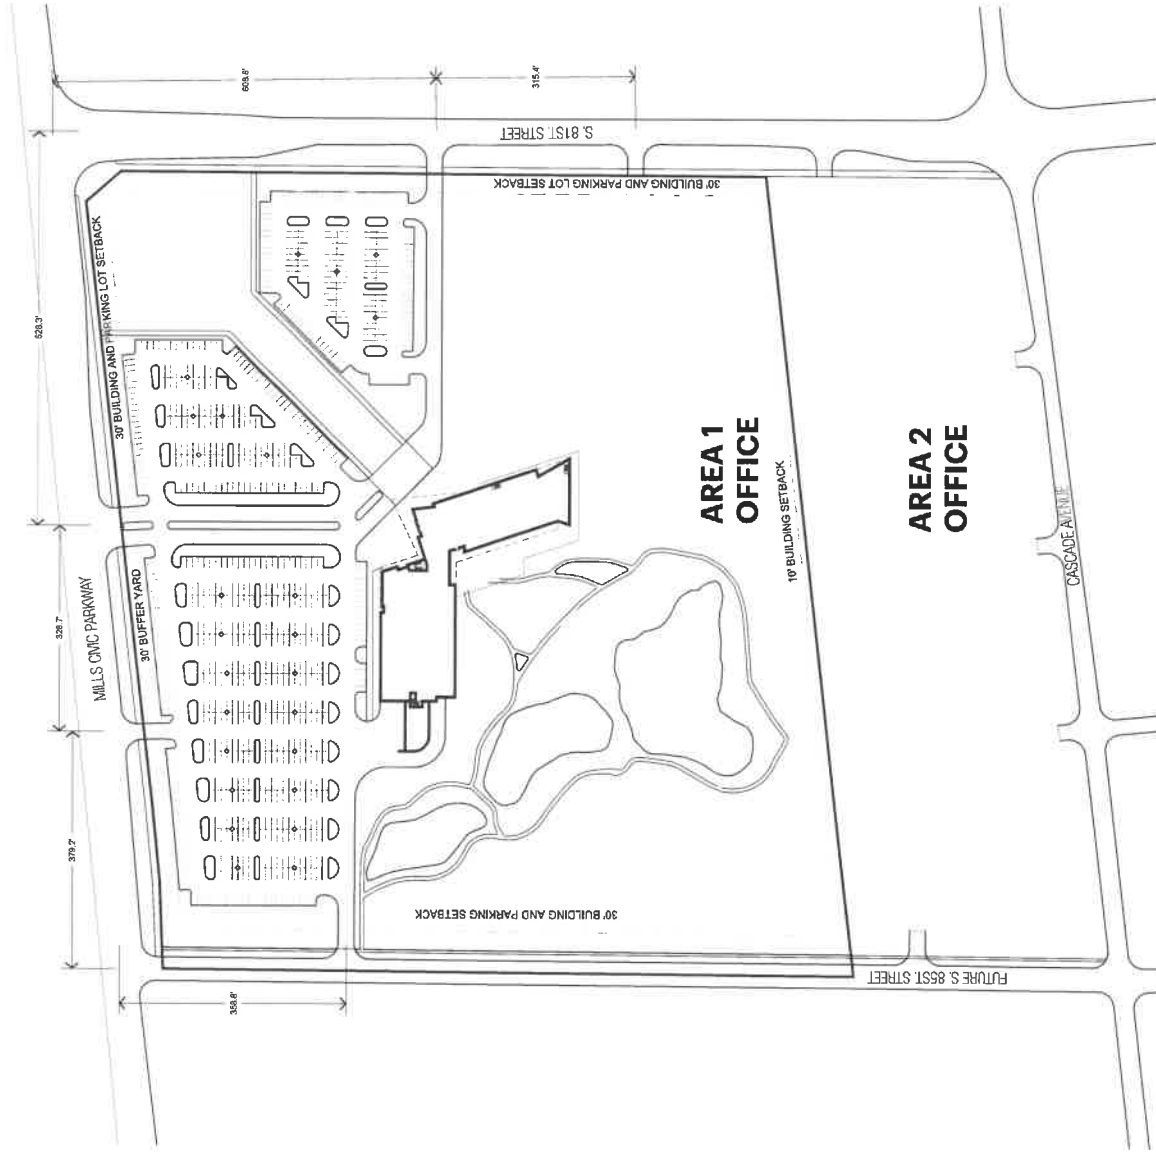 609.6'
315.4'
S. 81ST. STREET
30' BUILDING AND PARKING LOT SETBACK
30' BUILDING AND PARKING LOT SETBACK
628.3'
328.7'
MILLS CIVIC PARKWAY
30' BUFFER YARD
379.2'
358.8'
AREA 1
OFFICE
10' BUILDING SETBACK
AREA 2
OFFICE
CASCADE AVENUE
30' BUILDING AND PARKING SETBACK
FUTURE S. 85ST. STREET